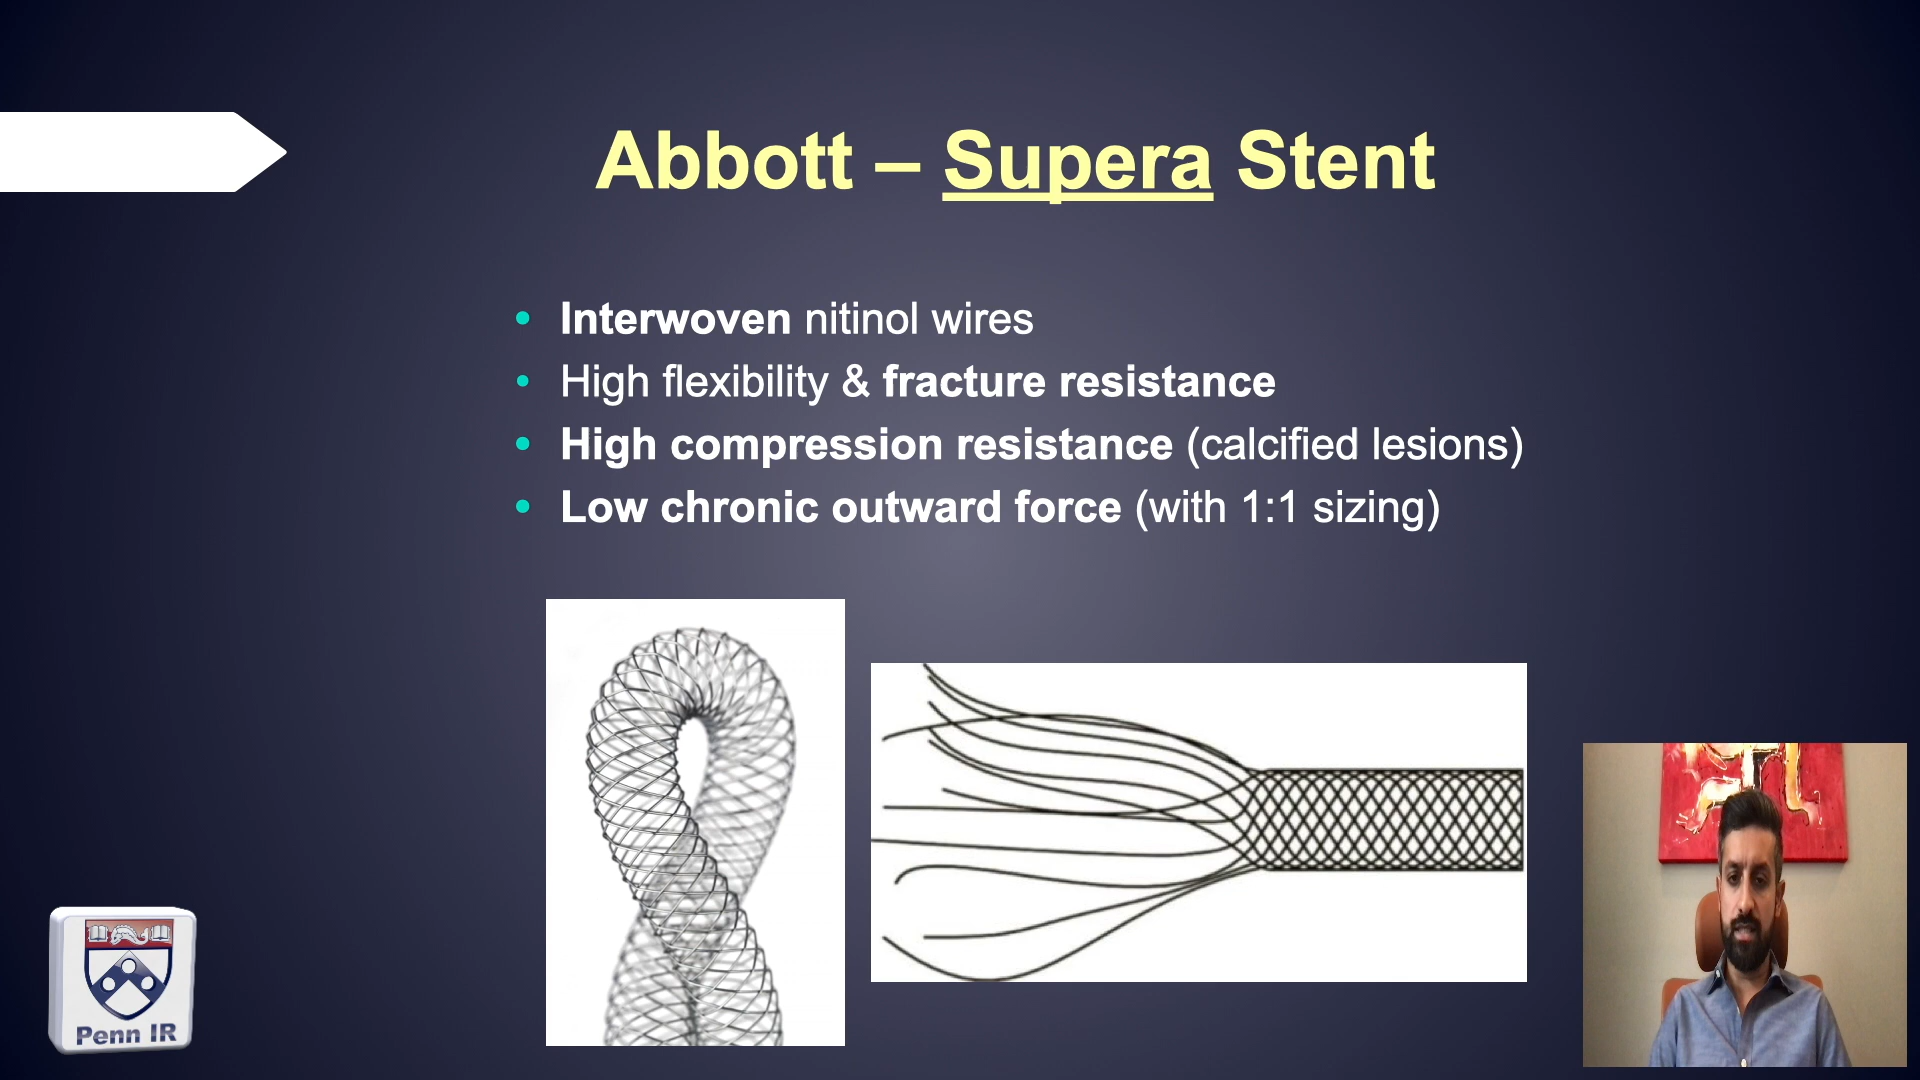 Abbott – Supera Stent
• Interwoven nitinol wires
• High flexibility & fracture resistance
• High compression resistance (calcified lesions)
• Low chronic outward force (with 1:1 sizing)
Penn IR